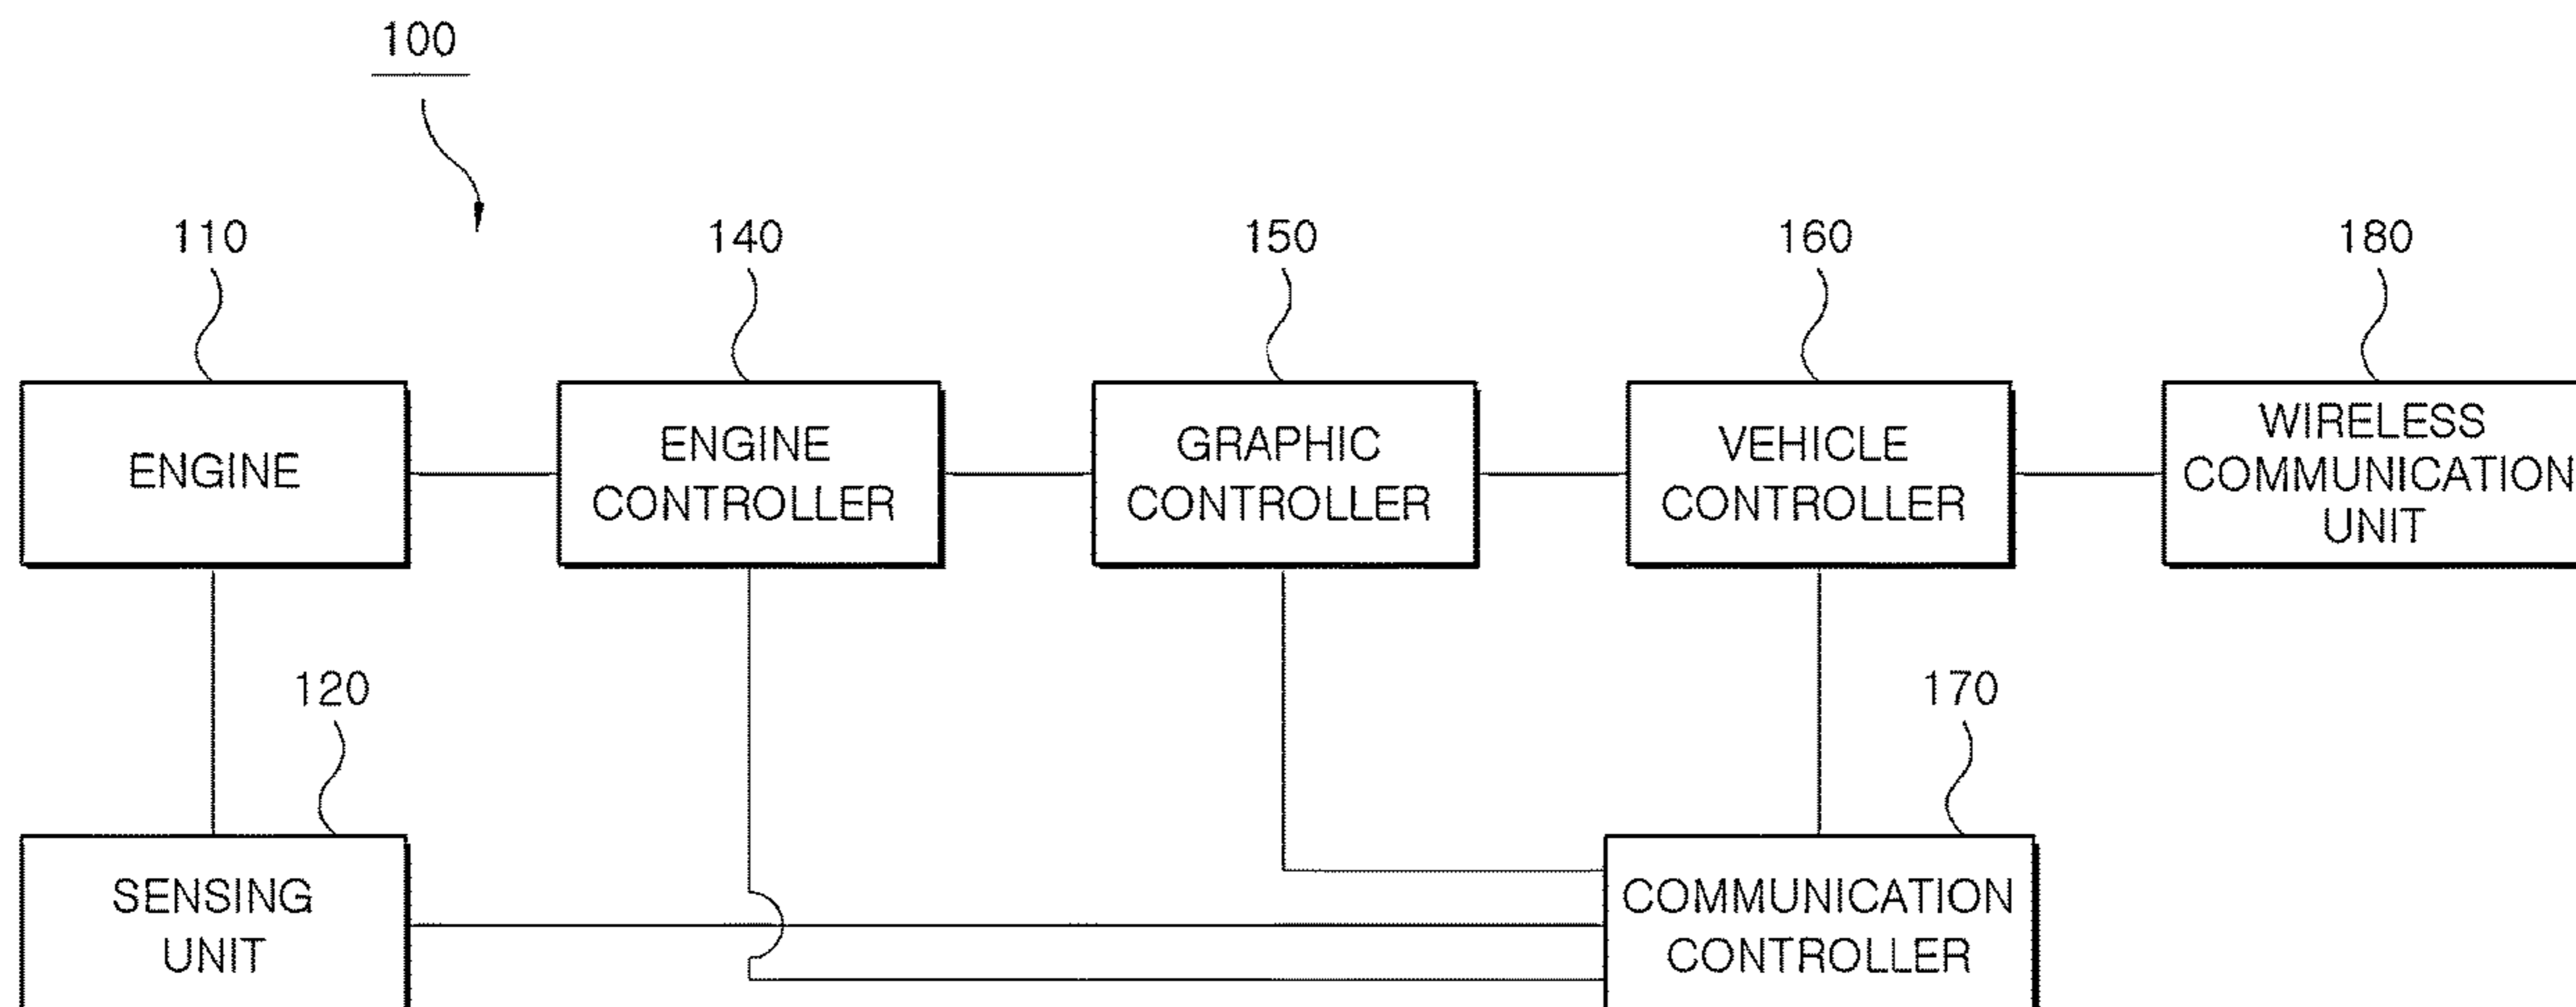 100
110
140
150
160
180
ENGINE
ENGINE
CONTROLLER
GRAPHIC
CONTROLLER
VEHICLE
CONTROLLER
WIRELESS
COMMUNICATION
UNIT
120
170
SENSING
UNIT
COMMUNICATION
CONTROLLER